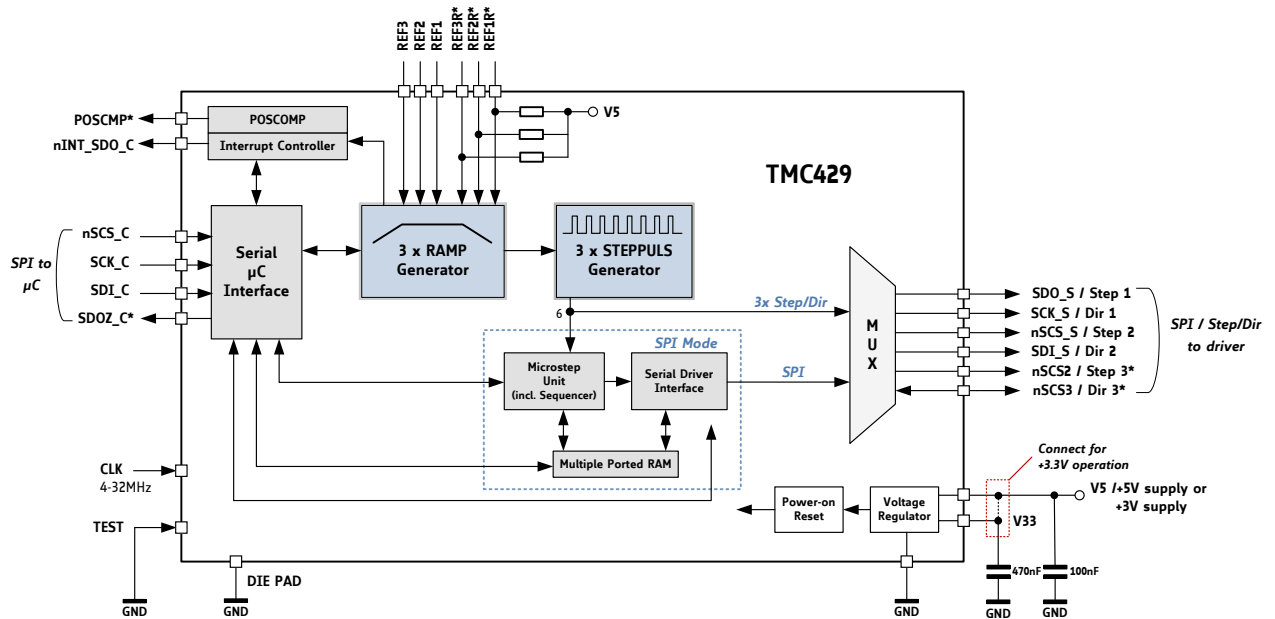 REF3
REF2
REF1
REF3R*
REF2R*
REF1R*
V5
POSCMP*
nINT_SDO_C
POSCOMP
Interrupt Controller
TMC429
SPI to
µC
nSCS_C
SCK_C
SDI_C
SDOZ_C*
Serial
µC
Interface
3 x RAMP
Generator
3 x STEPPULS
Generator
6
3x Step/Dir
SPI Mode
Microstep
Unit
(incl. Sequencer)
Serial Driver
Interface
SPI
Multiple Ported RAM
MUX
SDO_S / Step 1
SCK_S / Dir 1
nSCS_S / Step 2
SDI_S / Dir 2
nSCS2 / Step 3*
nSCS3 / Dir 3*
SPI / Step/Dir
to driver
CLK
4-32MHz
TEST
Connect for
+3.3V operation
Power-on
Reset
Voltage
Regulator
V5 /+5V supply or
+3V supply
V33
470nF
100nF
DIE PAD
GND
GND
GND
GND
GND